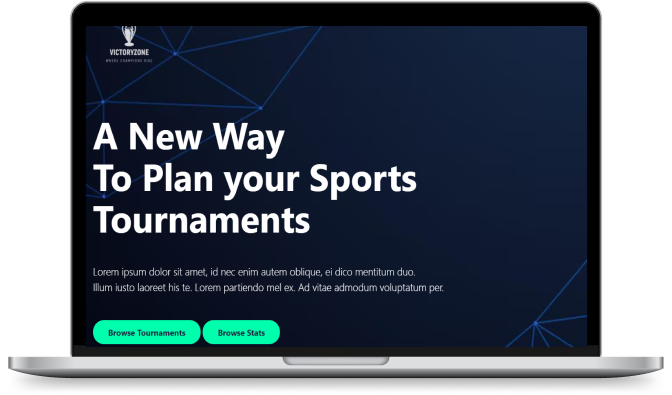 VICTORYZONE
WHERE CHAMPIONS RISE
A New Way
To Plan your Sports
Tournaments
Lorem ipsum dolor sit amet, id nec enim autem oblique, ei dico mentitum duo.
Illum iusto laoreet his te. Lorem partiendo mel ex. Ad vitae admodum voluptatum per.
Browse Tournaments Browse Stats